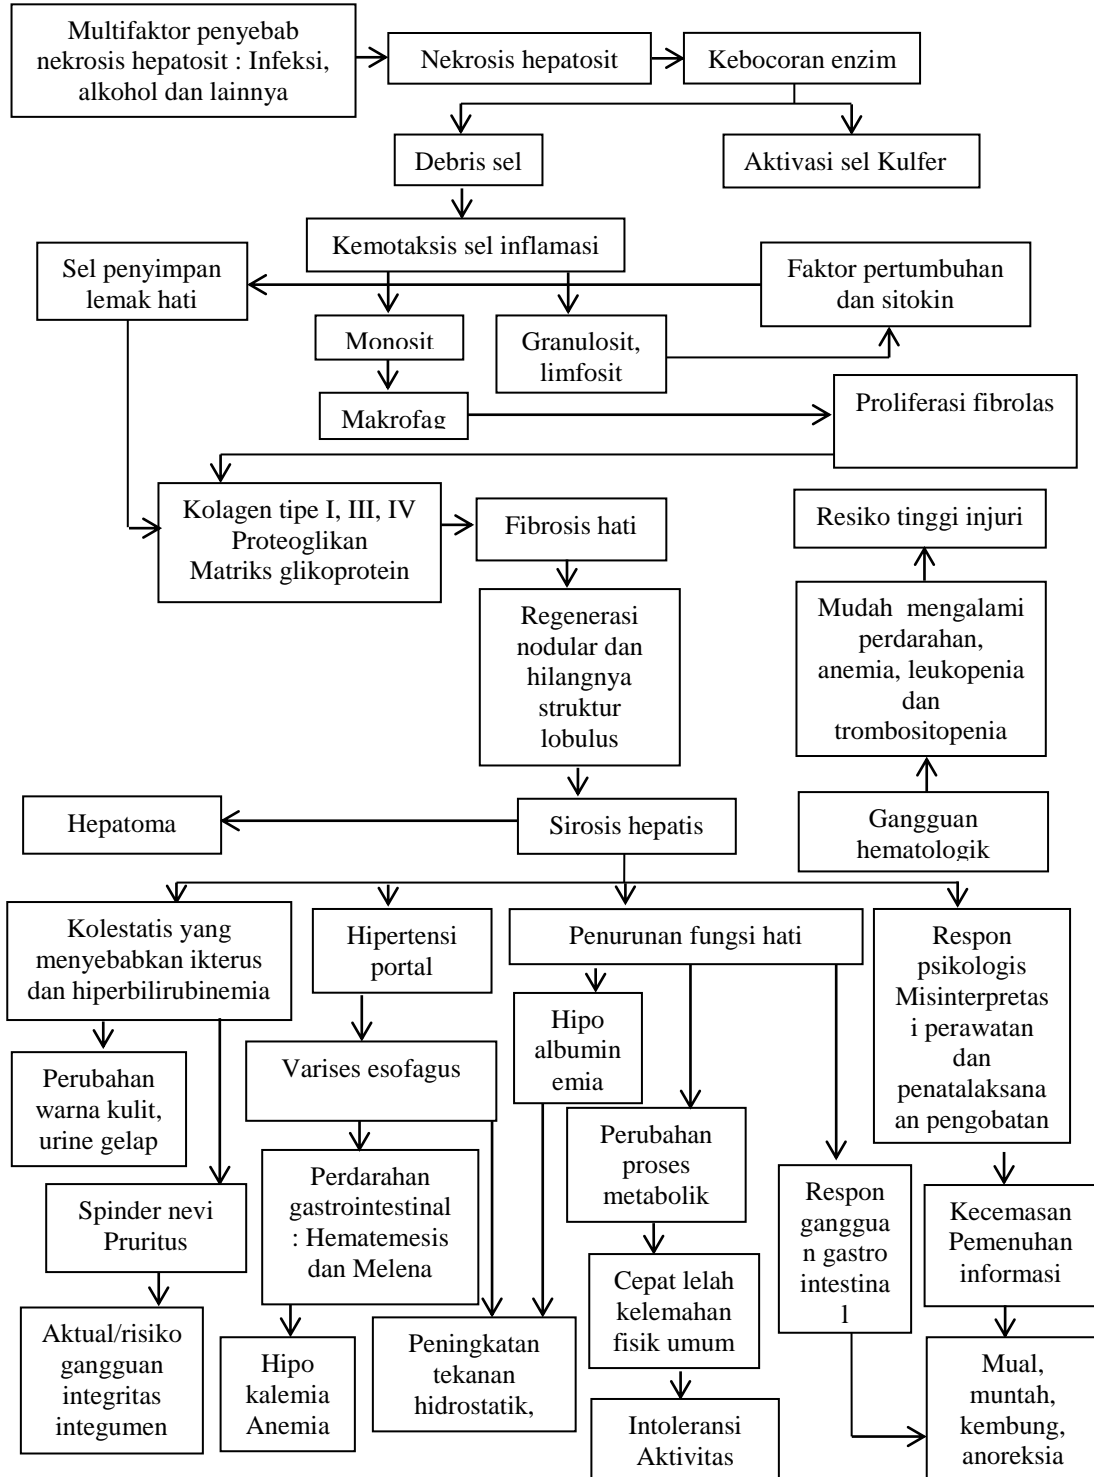 Multifaktor penyebab
nekrosis hepatosit : Infeksi,
alkohol dan lainnya
Nekrosis hepatosit
Kebocoran enzim
Debris sel
Aktivasi sel Kulfer
Kemotaksis sel inflamasi
Sel penyimpan
lemak hati
Faktor pertumbuhan
dan sitokin
Monosit
Granulosit,
limfosit
Makrofag
Proliferasi fibrolas
Kolagen tipe I, III, IV
Proteoglikan
Matriks glikoprotein
Fibrosis hati
Resiko tinggi injuri
Regenerasi
nodular dan
hilangnya
struktur
lobulus
Mudah mengalami
perdarahan,
anemia, leukopenia
dan
trombositopenia
Hepatoma
Sirosis hepatis
Gangguan
hematologik
Kolestatis yang
menyebabkan ikterus
dan hiperbilirubinemia
Hipertensi
portal
Penurunan fungsi hati
Respon
psikologis
Misinterpretas
i perawatan
dan
penatalaksana
an pengobatan
Perubahan
warna kulit,
urine gelap
Varises esofagus
Hipo
albumin
emia
Perubahan
proses
metabolik
Spinder nevi
Pruritus
Perdarahan
gastrointestinal
: Hematemesis
dan Melena
Respon
ganggua
n gastro
intestina
l
Kecemasan
Pemenuhan
informasi
Cepat lelah
kelemahan
fisik umum
Aktual/risiko
gangguan
integritas
integumen
Hipo
kalemia
Anemia
Peningkatan
tekanan
hidrostatik,
Intoleransi
Aktivitas
Mual,
muntah,
kembung,
anoreksia